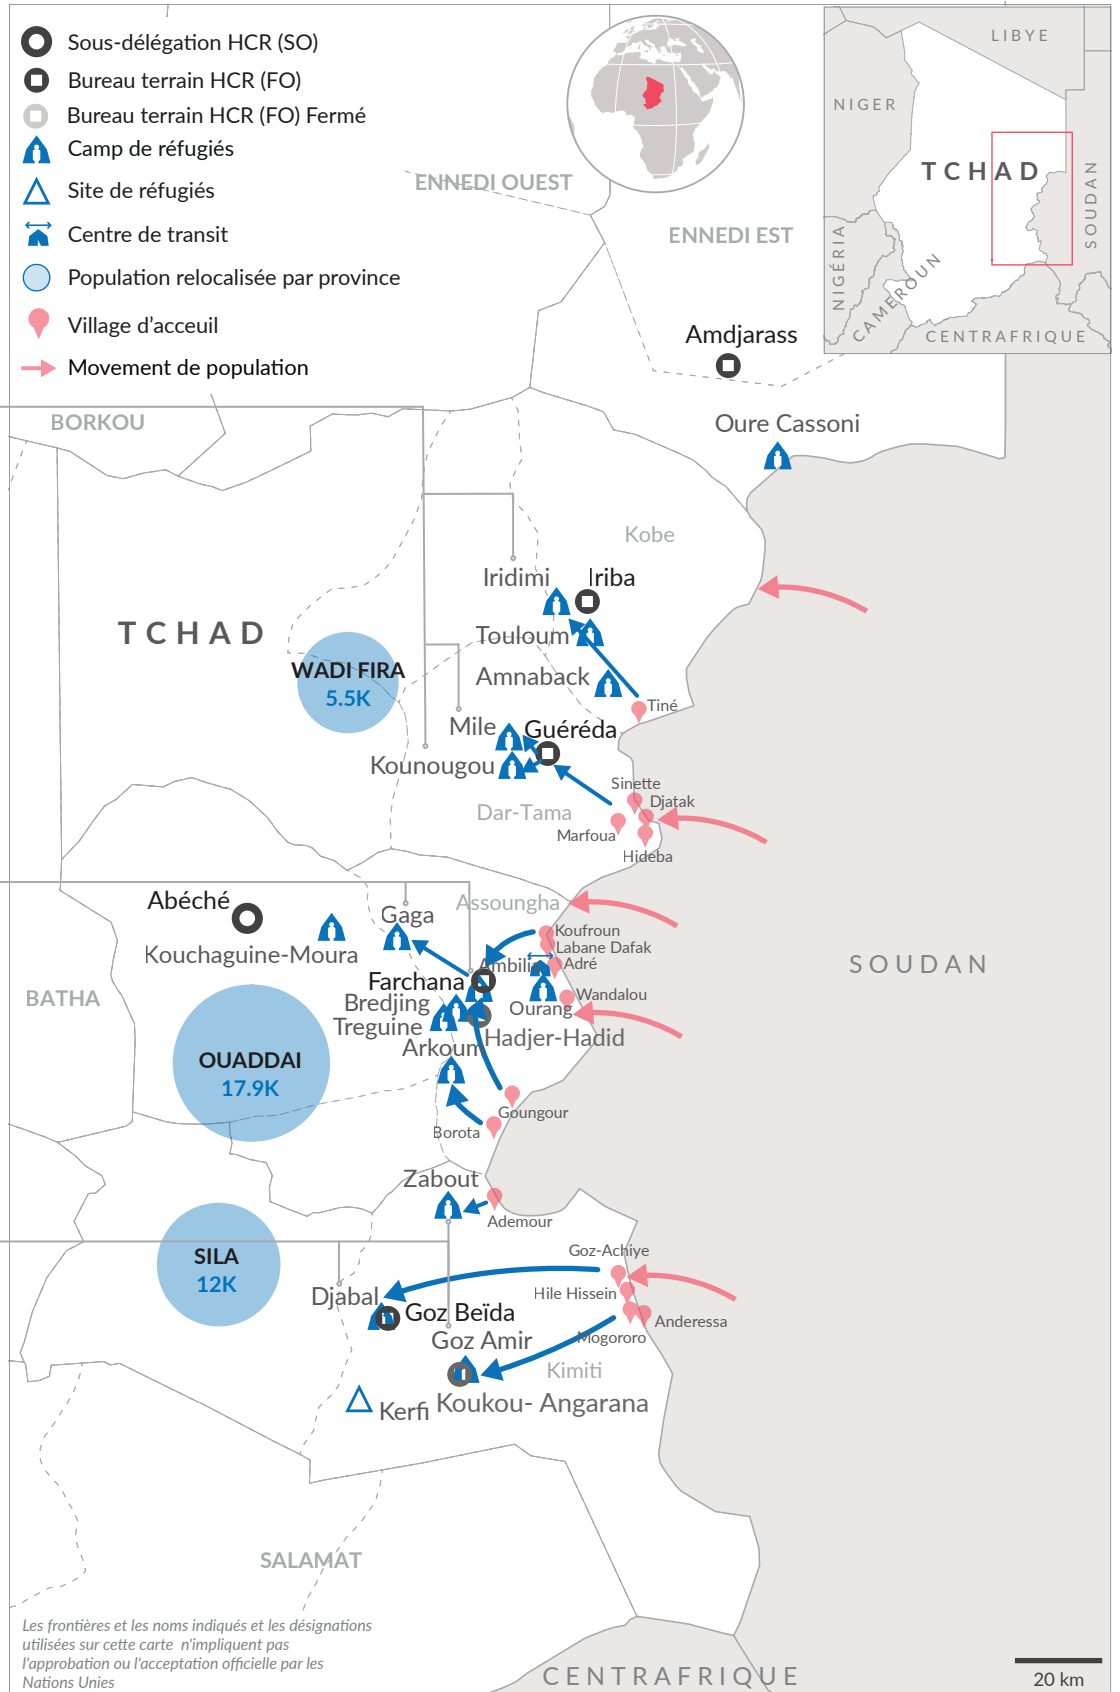 Sous-délégation HCR (SO)
Bureau terrain HCR (FO)
Bureau terrain HCR (FO) Fermé
Camp de réfugiés
Site de réfugiés
Centre de transit
Population relocalisée par province
Village d'acceuil
Movement de population
LIBYE
NIGER
TCHAD
SOUDAN
NIGÉRIA
CAMEROUN
CENTRAFRIQUE
ENNEDI OUEST
ENNEDI EST
Amdjarass
BORKOU
Oure Cassoni
Kobe
Iridimi
Iriba
TCHAD
Touloum
WADI FIRA
5.5K
Amnaback
Tiné
Mile
Guéréda
Kounougou
Sinette
Djatak
Dar-Tama
Marfoua
Hideba
Abéché
Assoungha
Gaga
Koufroun
Labane Dafak
Kouchaguine-Moura
Ambilia
Adré
SOUDAN
Farchana
BATHA
Bredjing
Wandalou
Ourang
Treguine
Hadjer-Hadid
Arkoum
OUADDAI
17.9K
Goungour
Borota
Zabout
Ademour
SILA
12K
Goz-Achiye
Djabal
Hile Hissein
Goz Beïda
Anderessa
Goz Amir
Mogororo
Kimiti
Kerfi
Koukou- Angarana
SALAMAT
Les frontières et les noms indiqués et les désignations
utilisées sur cette carte n'impliquent pas
l'approbation ou l'acceptation officielle par les
Nations Unies
CENTRAFRIQUE
20 km